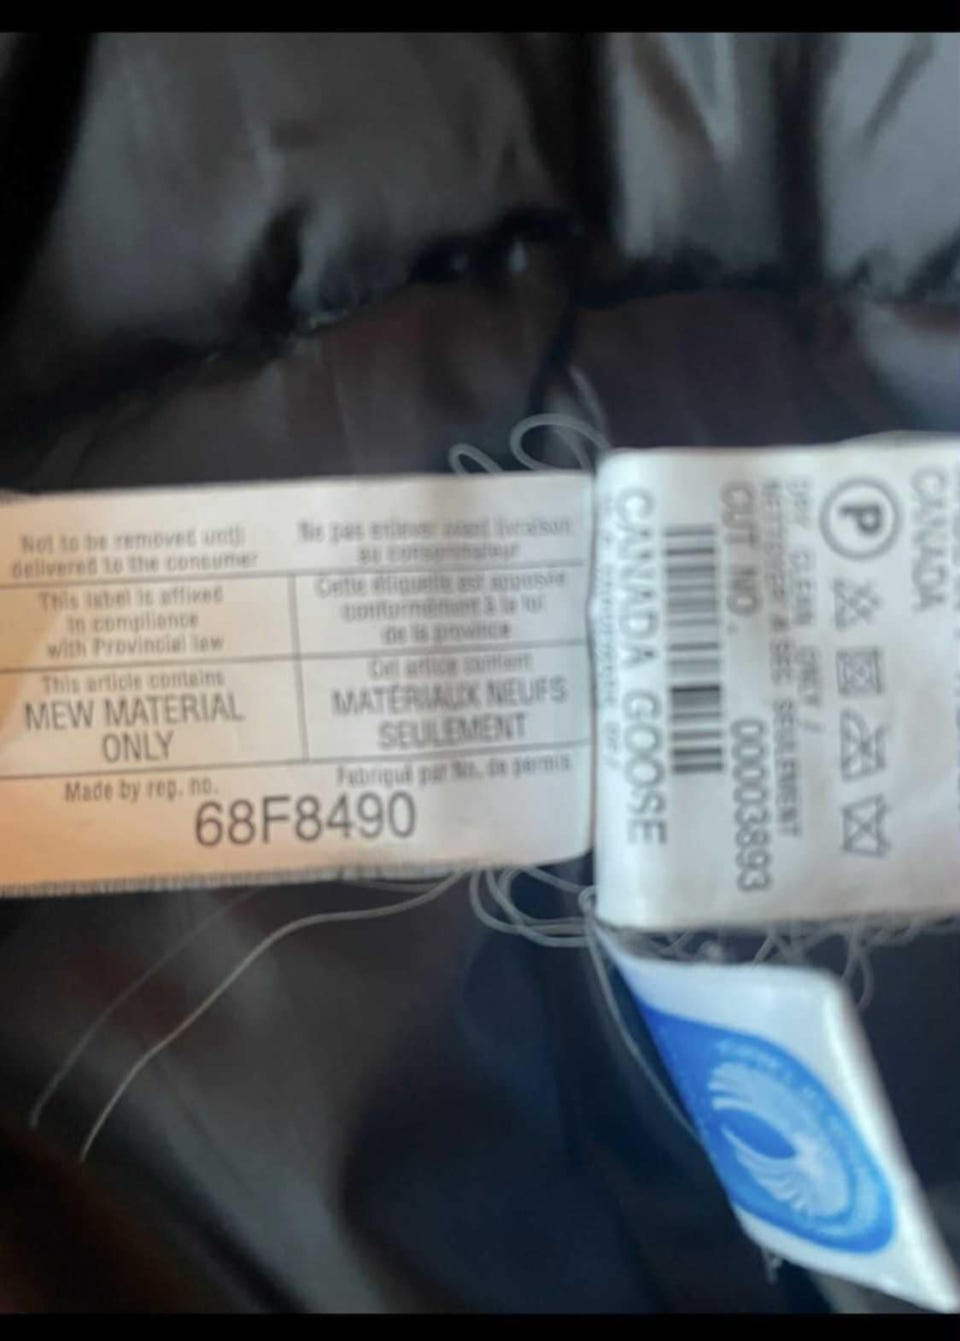 Not to be removed until
delivered to the consumer
Ne pas enlever avant livraison
au consommateur
This label is affixed
in compliance
with Provincial law
Cette étiquette est apposée
conformément à la loi
de la province
This article contains
MEW MATERIAL
ONLY
Cet article contient
MATÉRIAUX NEUFS
SEULEMENT
Made by reg. no.
Fabriqué par No. de permis
68F8490
CANADA
DRY CLEAN ONLY /
NETTOYER A SEC SEULEMENT
CUT NO. 00003893
CANADA GOOSE